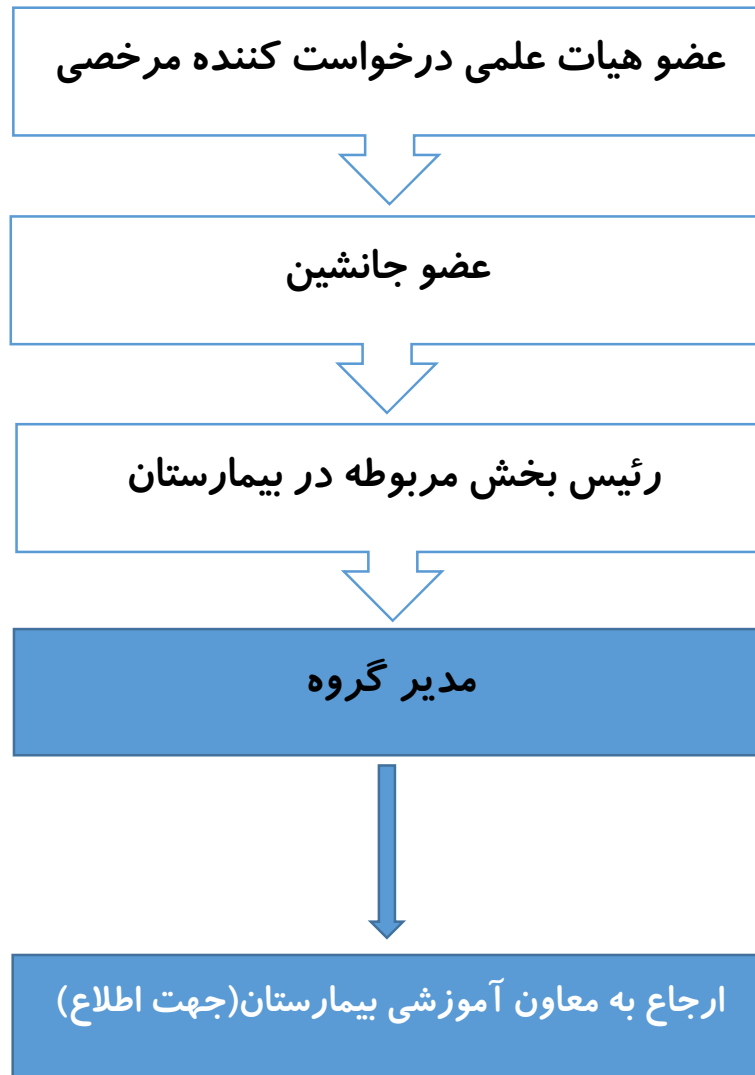 عضو هیات علمی درخواست کننده مرخصی
عضو جانشین
رئیس بخش مربوطه در بیمارستان
مدیر گروه
ارجاع به معاون آموزشی بیمارستان(جهت اطلاع)